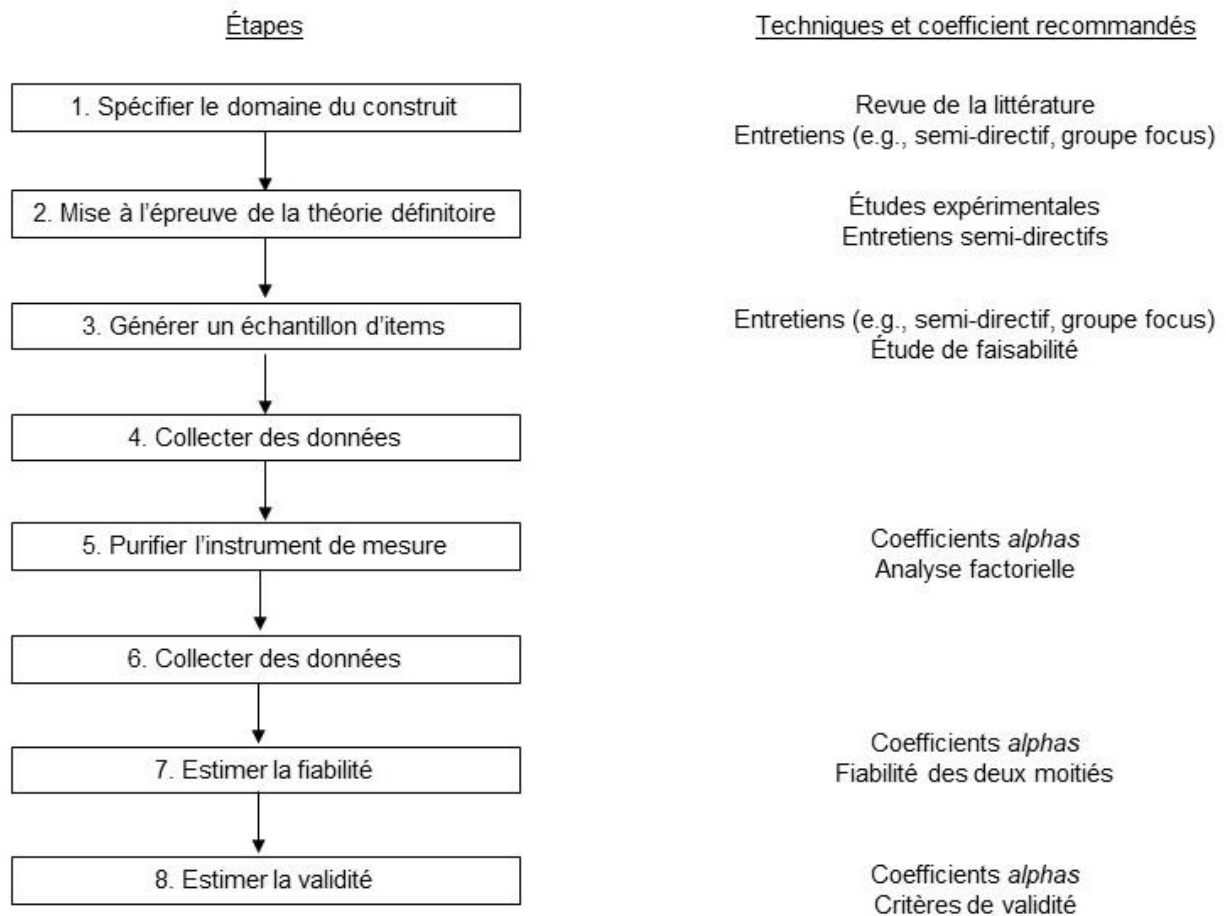 Étapes
Techniques et coefficient recommandés
1. Spécifier le domaine du construit
Revue de la littérature
Entretiens (e.g., semi-directif, groupe focus)
2. Mise à l'épreuve de la théorie définitoire
Études expérimentales
Entretiens semi-directifs
3. Générer un échantillon d'items
Entretiens (e.g., semi-directif, groupe focus)
Étude de faisabilité
4. Collecter des données
5. Purifier l'instrument de mesure
Coefficients alphas
Analyse factorielle
6. Collecter des données
7. Estimer la fiabilité
Coefficients alphas
Fiabilité des deux moitiés
8. Estimer la validité
Coefficients alphas
Critères de validité